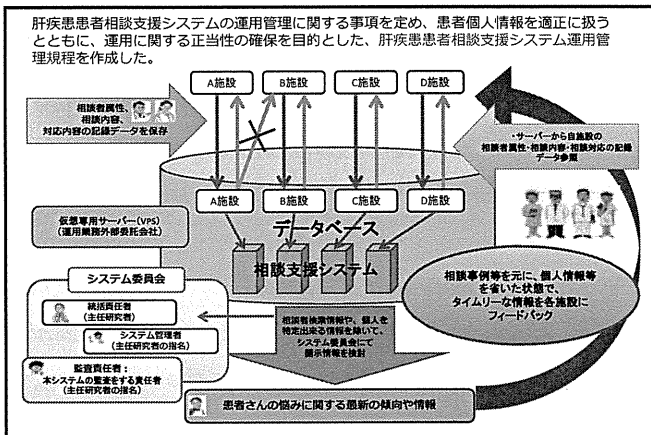 肝疾患患者相談支援システムの運用管理に関する事項を定め、患者個人情報を適正に扱う
とともに、運用に関する正当性の確保を目的とした、肝疾患患者相談支援システム運用管
理規程を作成した。
A施設
B施設
C施設
D施設
相談者属性、
相談内容、
対応内容の記録データを保存
・サーバーから自施設の
相談者属性・相談内容・相談対応の記録
データ参照
A施設
B施設
C施設
D施設
仮想専用サーバー(VPS)
(運用業務外部委託会社)
データベース
相談支援システム
システム委員会
統括責任者
(主任研究者)
システム管理者
(主任研究者の指名)
監査責任者:
本システムの監査をする責任者
(主任研究者の指名)
相談事例等を元に、個人情報等
を省いた状態で、
タイムリーな情報を各施設に
フィードバック
個人を
特定出来る情報を除いて、
システム委員会にて
開示情報を検討
患者さんの悩みに関する最新の傾向や情報